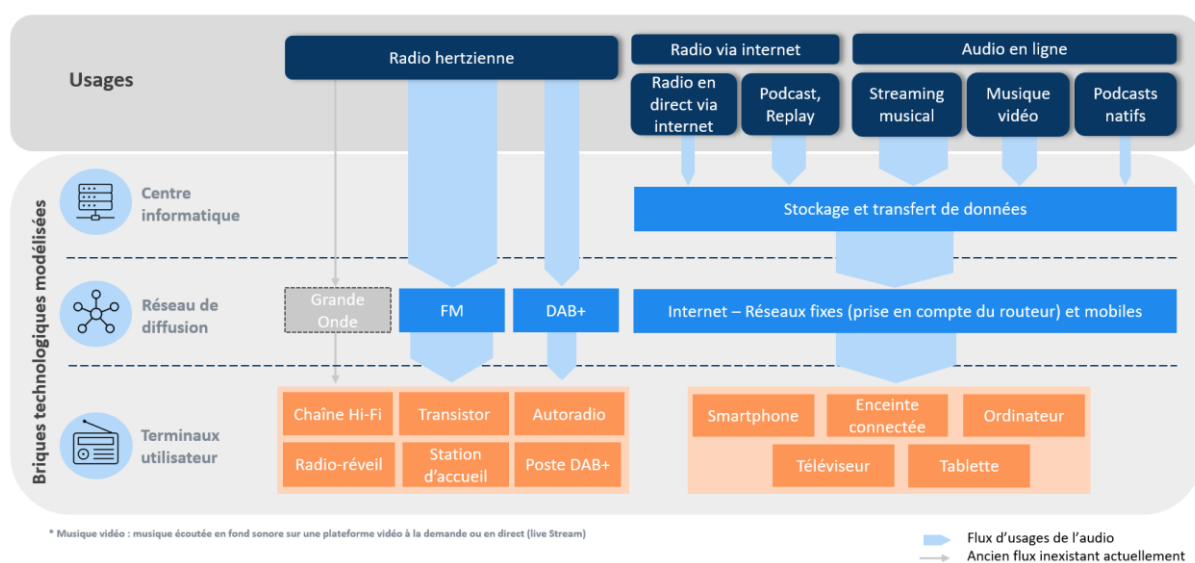 Usages
Radio hertzienne
Radio via internet
Audio en ligne
Radio en
direct via
internet
Podcast,
Replay
Streaming
musical
Musique
vidéo
Podcasts
natifs
Briques technologiques modélisées
Centre
informatique
Stockage et transfert de données
Réseau de
diffusion
Grande
Onde
FM
DAB+
Internet – Réseaux fixes (prise en compte du routeur) et mobiles
Terminaux
utilisateur
Chaîne Hi-Fi
Transistor
Autoradio
Radio-réveil
Station
d’accueil
Poste DAB+
Smartphone
Enceinte
connectée
Ordinateur
Téléviseur
Tablette
* Musique vidéo : musique écoutée en fond sonore sur une plateforme vidéo à la demande ou en direct (live Stream)
Flux d’usages de l’audio
Ancien flux inexistant actuellement